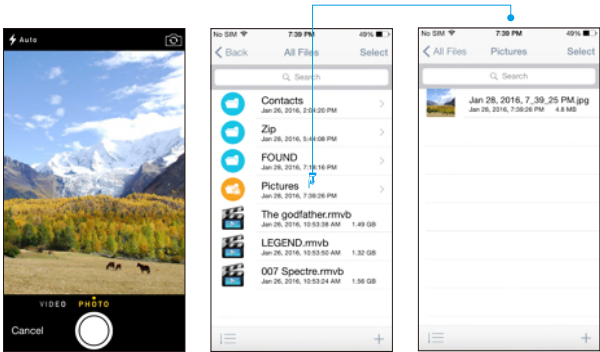 Auto
VIDEO PHOTO
Cancel
No SIM 7:39 PM 49%
Back All Files Select
Search
Contacts
Jan 26, 2016, 2:04:20 PM
Zip
Jan 26, 2016, 5:44:08 PM
FOUND
Jan 28, 2016, 7:16:16 PM
Pictures
Jan 28, 2016, 7:39:26 PM
The godfather.rmvb
Jan 26, 2016, 10:53:38 AM 1.49 GB
LEGEND.rmvb
Jan 26, 2016, 10:53:50 AM 1.32 GB
007 Spectre.rmvb
Jan 26, 2016, 10:53:24 AM 1.56 GB
No SIM 7:39 PM 49%
All Files Pictures Select
Search
Jan 28, 2016, 7_39_25 PM.jpg
Jan 28, 2016, 7:39:26 PM 4.8 MB